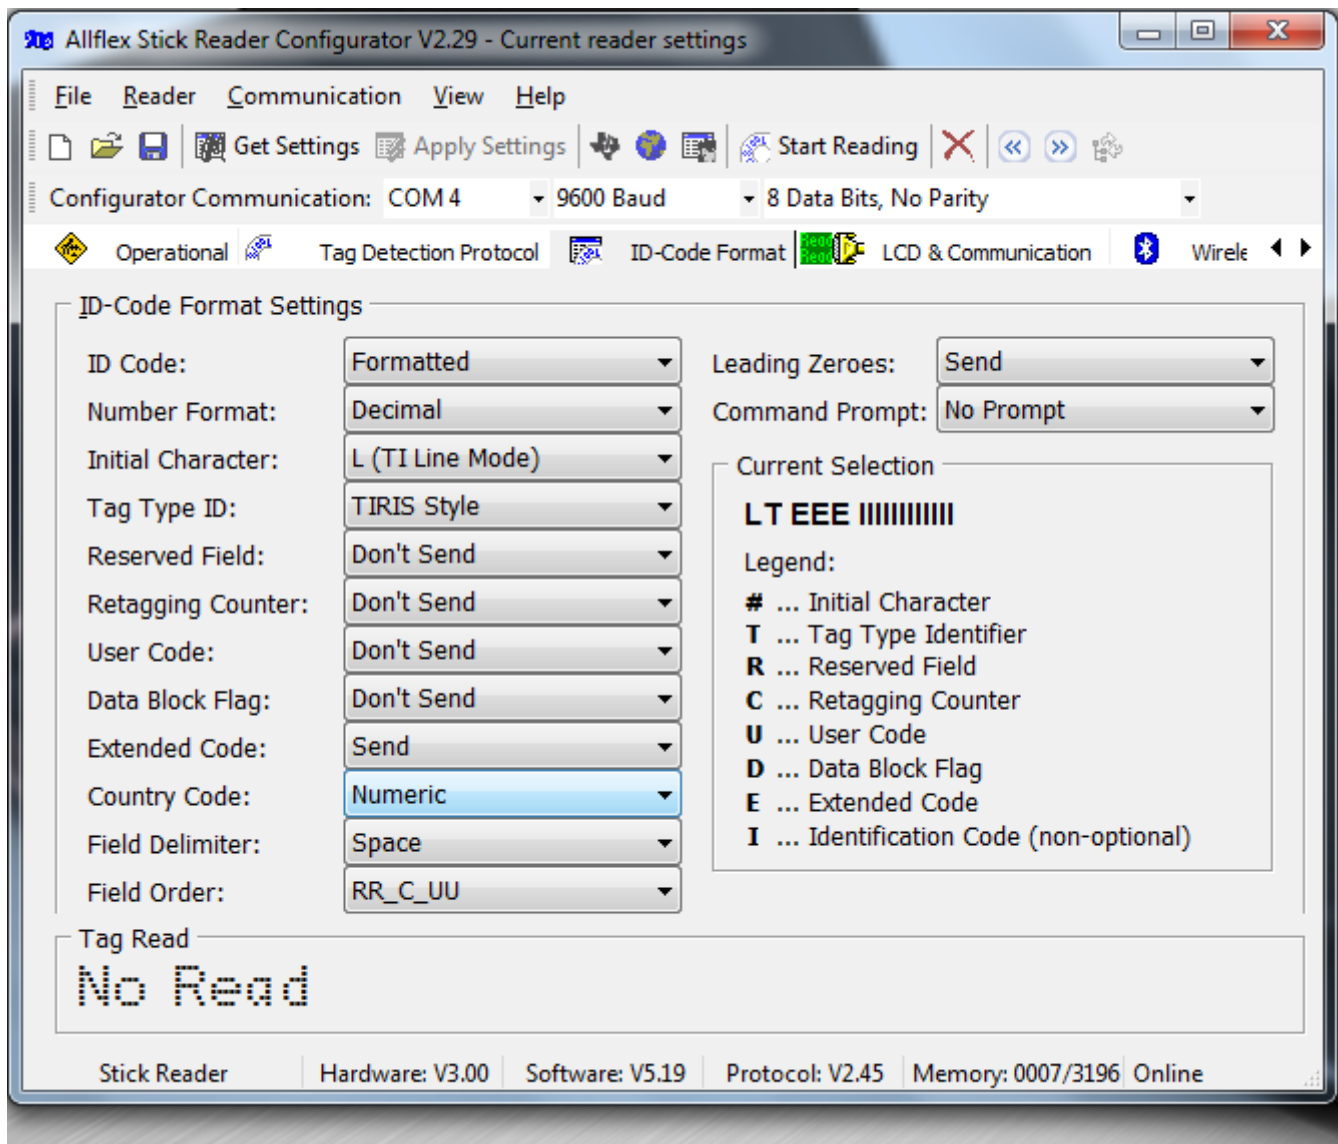 Allflex Stick Reader Configurator V2.29 - Current reader settings
File Reader Communication View Help
Get Settings Apply Settings Start Reading
Configurator Communication: COM 4 9600 Baud 8 Data Bits, No Parity
Operational Tag Detection Protocol ID-Code Format Read Read LCD & Communication Wirele
ID-Code Format Settings
ID Code: Formatted Leading Zeroes: Send
Number Format: Decimal Command Prompt: No Prompt
Initial Character: L (TI Line Mode)
Tag Type ID: TIRIS Style
Reserved Field: Don't Send
Retagging Counter: Don't Send
User Code: Don't Send
Data Block Flag: Don't Send
Extended Code: Send
Country Code: Numeric
Field Delimiter: Space
Field Order: RR_C_UU
Current Selection
LT EEE IIIIIIIIIIII
Legend:
# ... Initial Character
T ... Tag Type Identifier
R ... Reserved Field
C ... Retagging Counter
U ... User Code
D ... Data Block Flag
E ... Extended Code
I ... Identification Code (non-optional)
Tag Read
No Read
Stick Reader Hardware: V3.00 Software: V5.19 Protocol: V2.45 Memory: 0007/3196 Online